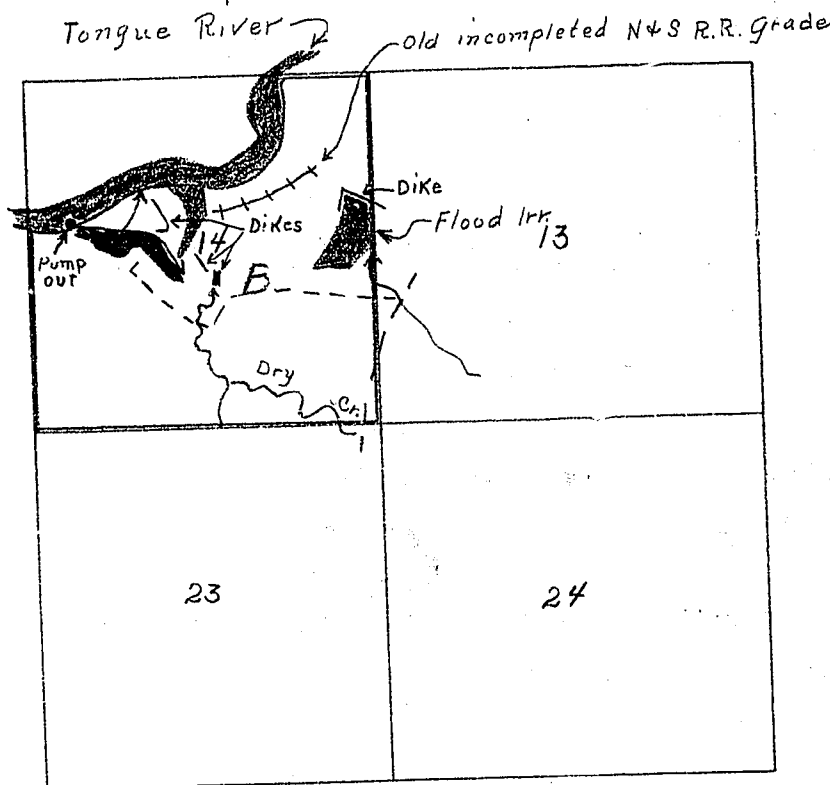 Tongue River
Old incompleted N&S R.R. Grade
Dike
Flood Irr.
13
Dikes
14
Pump
out
B
Dry
Cr.
23
24